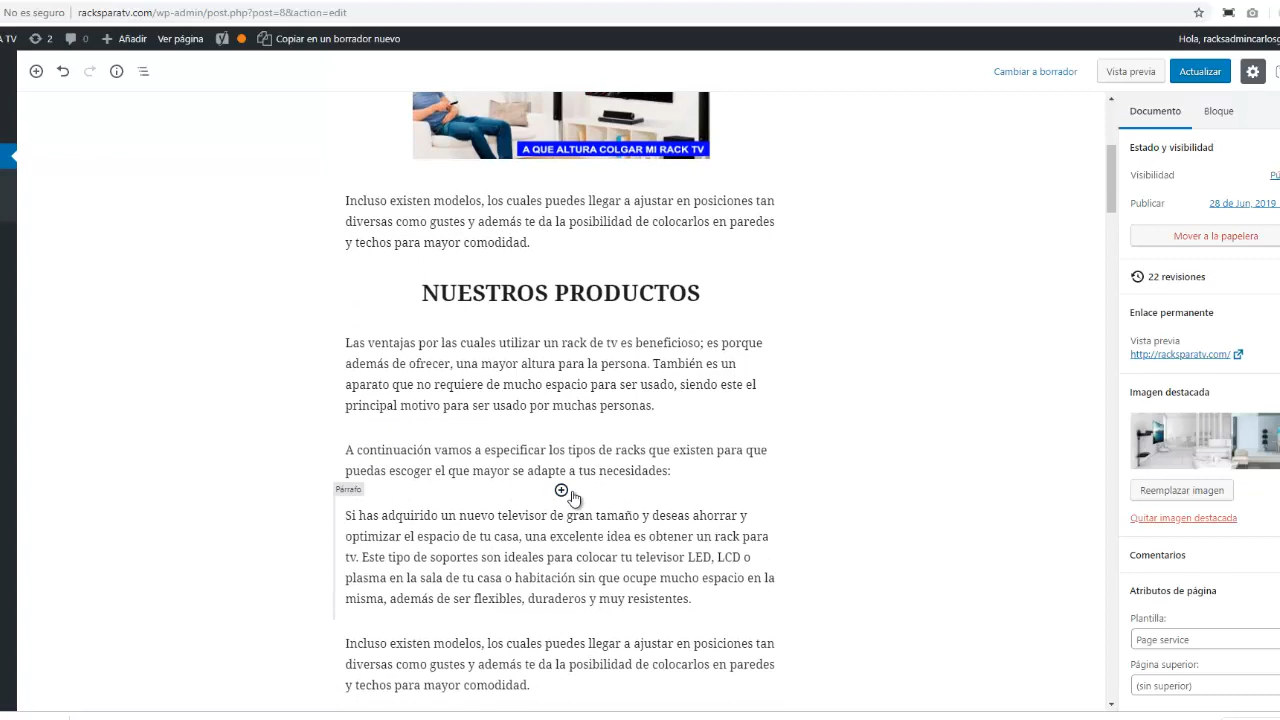 No es seguro | racksparatv.com/wp-admin/post.php?post=8&action=edit
A TV 2 0 Añadir Ver página Copiar en un borrador nuevo Hola, racksadmincarlosc
Cambiar a borrador Vista previa Actualizar
A QUE ALTURA COLGAR MI RACK TV
Incluso existen modelos, los cuales puedes llegar a ajustar en posiciones tan
diversas como gustes y además te da la posibilidad de colocarlos en paredes
y techos para mayor comodidad.
NUESTROS PRODUCTOS
Las ventajas por las cuales utilizar un rack de tv es beneficioso; es porque
además de ofrecer, una mayor altura para la persona. También es un
aparato que no requiere de mucho espacio para ser usado, siendo este el
principal motivo para ser usado por muchas personas.
A continuación vamos a especificar los tipos de racks que existen para que
puedas escoger el que mayor se adapte a tus necesidades:
Párrafo
Si has adquirido un nuevo televisor de gran tamaño y deseas ahorrar y
optimizar el espacio de tu casa, una excelente idea es obtener un rack para
tv. Este tipo de soportes son ideales para colocar tu televisor LED, LCD o
plasma en la sala de tu casa o habitación sin que ocupe mucho espacio en la
misma, además de ser flexibles, duraderos y muy resistentes.
Incluso existen modelos, los cuales puedes llegar a ajustar en posiciones tan
diversas como gustes y además te da la posibilidad de colocarlos en paredes
y techos para mayor comodidad.
Documento Bloque
Estado y visibilidad
Visibilidad Pú
Publicar 28 de Jun, 2019
Mover a la papelera
22 revisiones
Enlace permanente
Vista previa
http://racksparatv.com/
Imagen destacada
Reemplazar imagen
Quitar imagen destacada
Comentarios
Atributos de página
Plantilla:
Page service
Página superior:
(sin superior)